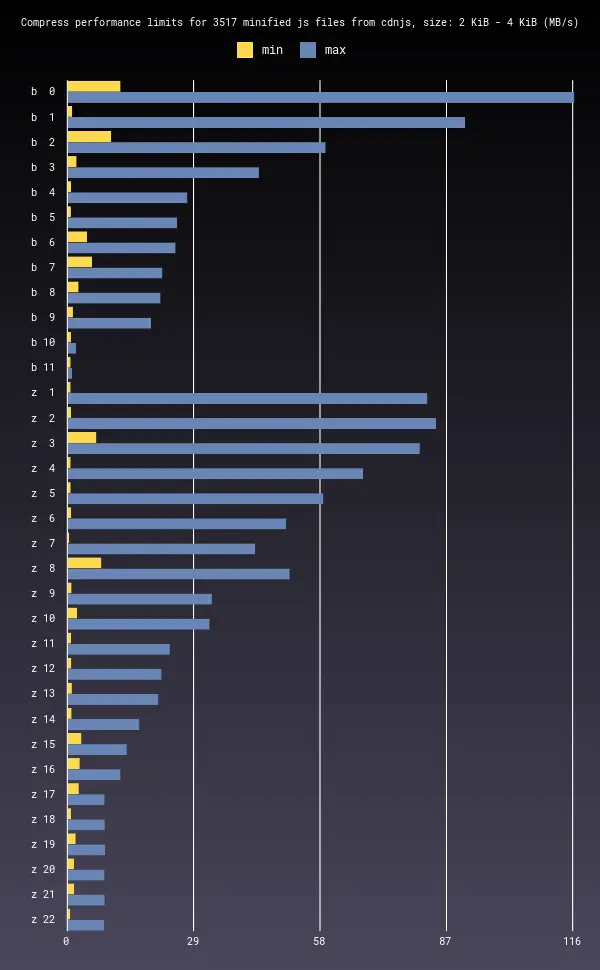 Compress performance limits for 3517 minified js files from cdnjs, size: 2 KiB - 4 KiB (MB/s)
min max
b 0
b 1
b 2
b 3
b 4
b 5
b 6
b 7
b 8
b 9
b 10
b 11
z 1
z 2
z 3
z 4
z 5
z 6
z 7
z 8
z 9
z 10
z 11
z 12
z 13
z 14
z 15
z 16
z 17
z 18
z 19
z 20
z 21
z 22
0 29 58 87 116